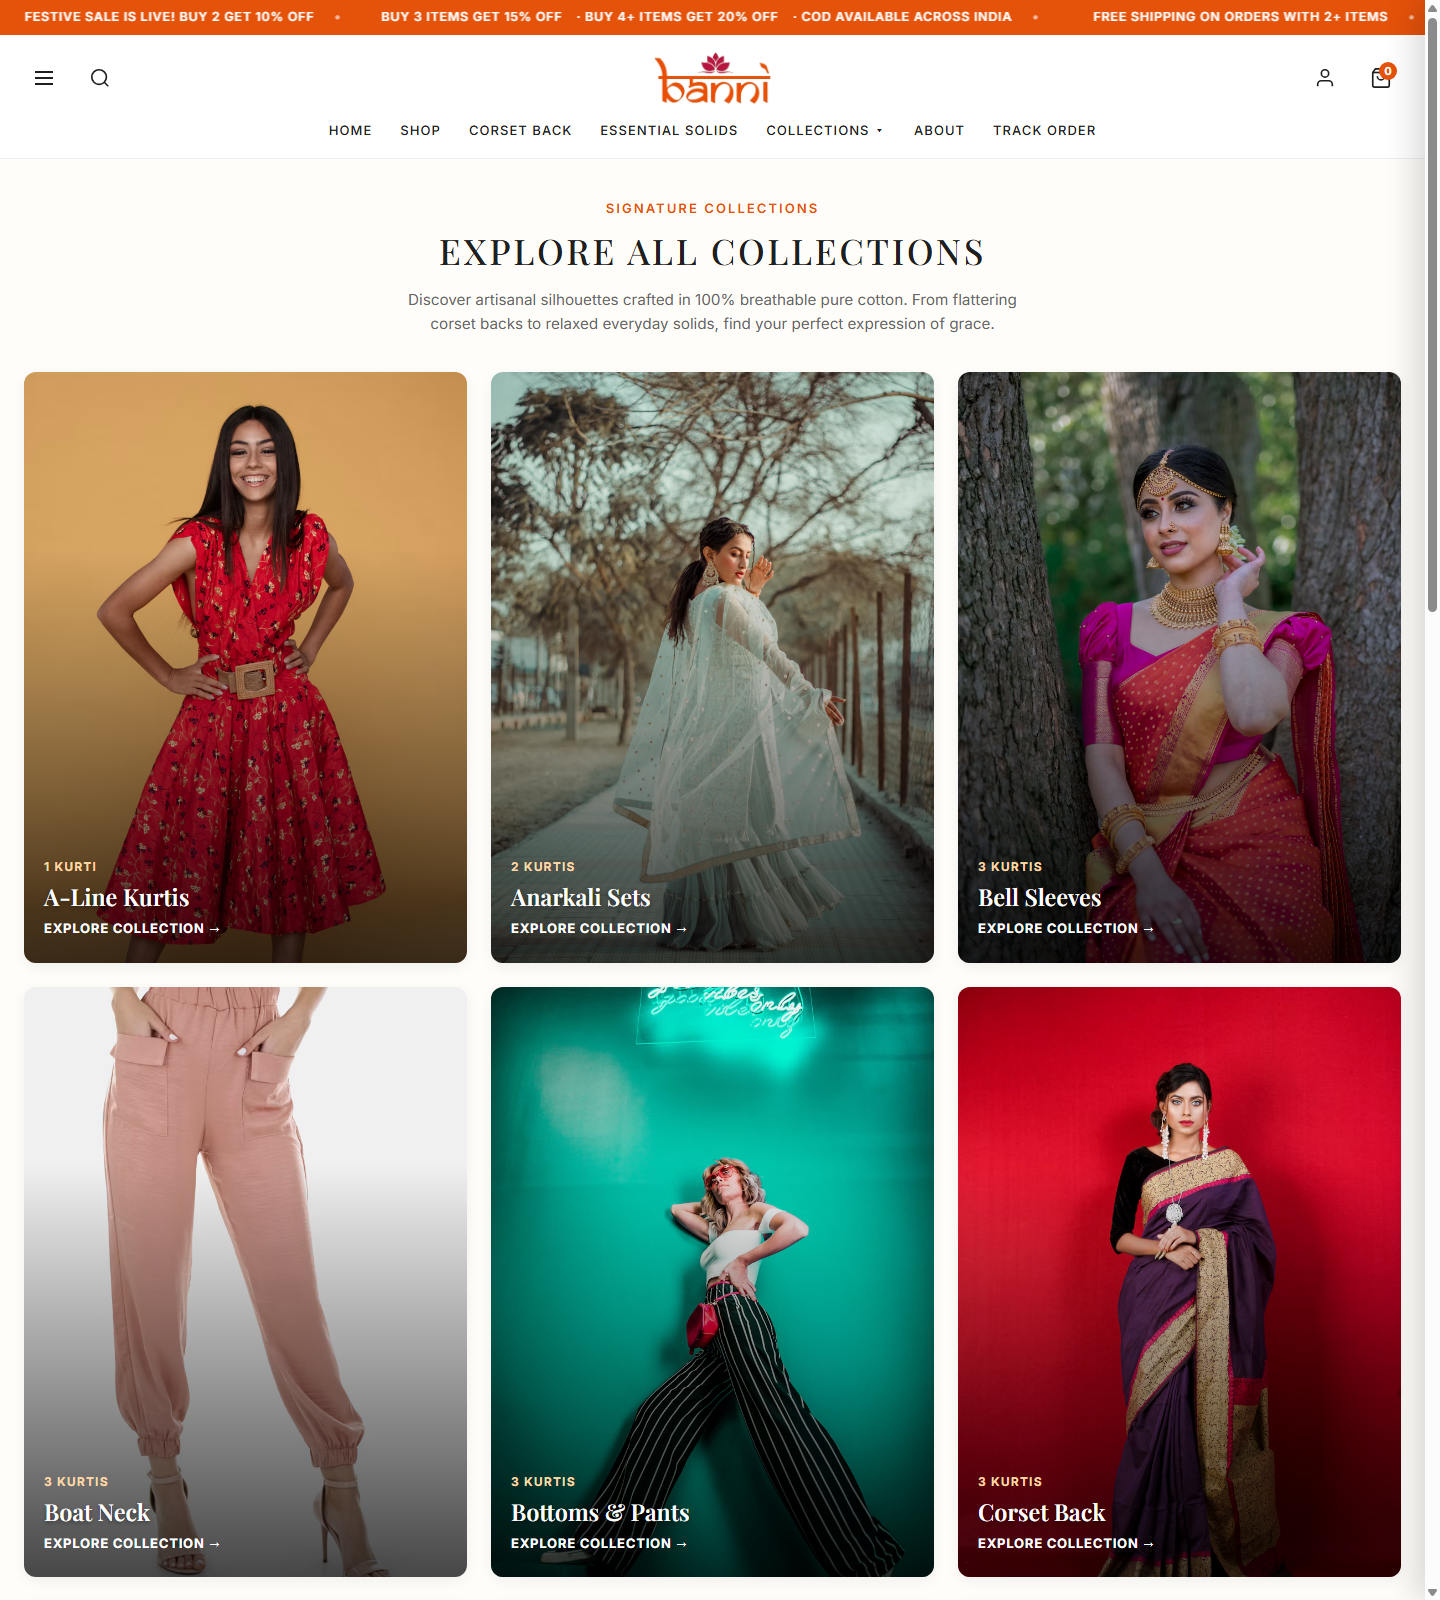 FESTIVE SALE IS LIVE! BUY 2 GET 10% OFF • BUY 3 ITEMS GET 15% OFF · BUY 4+ ITEMS GET 20% OFF · COD AVAILABLE ACROSS INDIA • FREE SHIPPING ON ORDERS WITH 2+ ITEMS •
banni
0
HOME SHOP CORSET BACK ESSENTIAL SOLIDS COLLECTIONS ABOUT TRACK ORDER
SIGNATURE COLLECTIONS
EXPLORE ALL COLLECTIONS
Discover artisanal silhouettes crafted in 100% breathable pure cotton. From flattering
corset backs to relaxed everyday solids, find your perfect expression of grace.
1 KURTI
A-Line Kurtis
EXPLORE COLLECTION →
2 KURTIS
Anarkali Sets
EXPLORE COLLECTION →
3 KURTIS
Bell Sleeves
EXPLORE COLLECTION →
3 KURTIS
Boat Neck
EXPLORE COLLECTION →
only
3 KURTIS
Bottoms & Pants
EXPLORE COLLECTION →
3 KURTIS
Corset Back
EXPLORE COLLECTION →